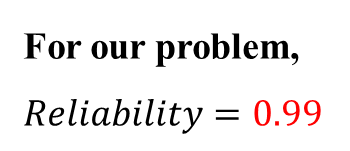 For our problem,
Reliability = 0.99